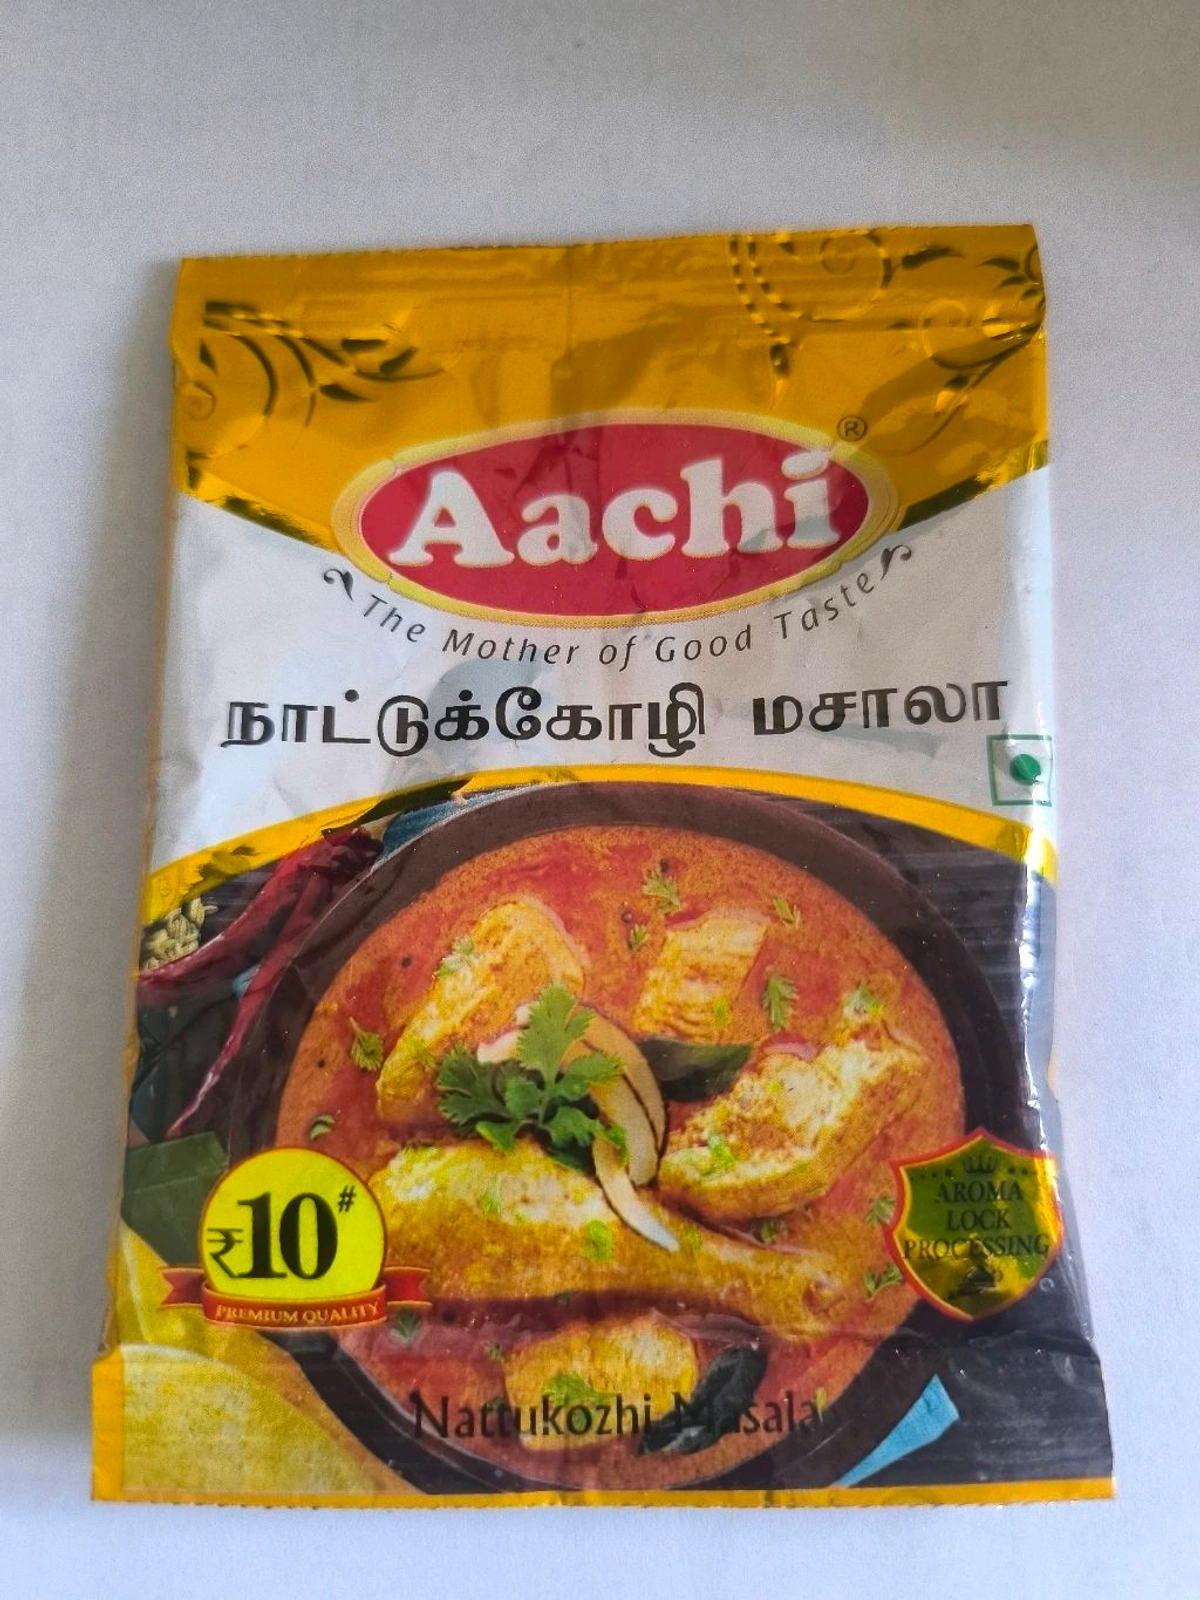 Aachi®
The Mother of Good Taste
நாட்டுக்கோழி மசாலா
₹10#
PREMIUM QUALITY
AROMA
LOCK
PROCESSING
Nattukozhi Masala